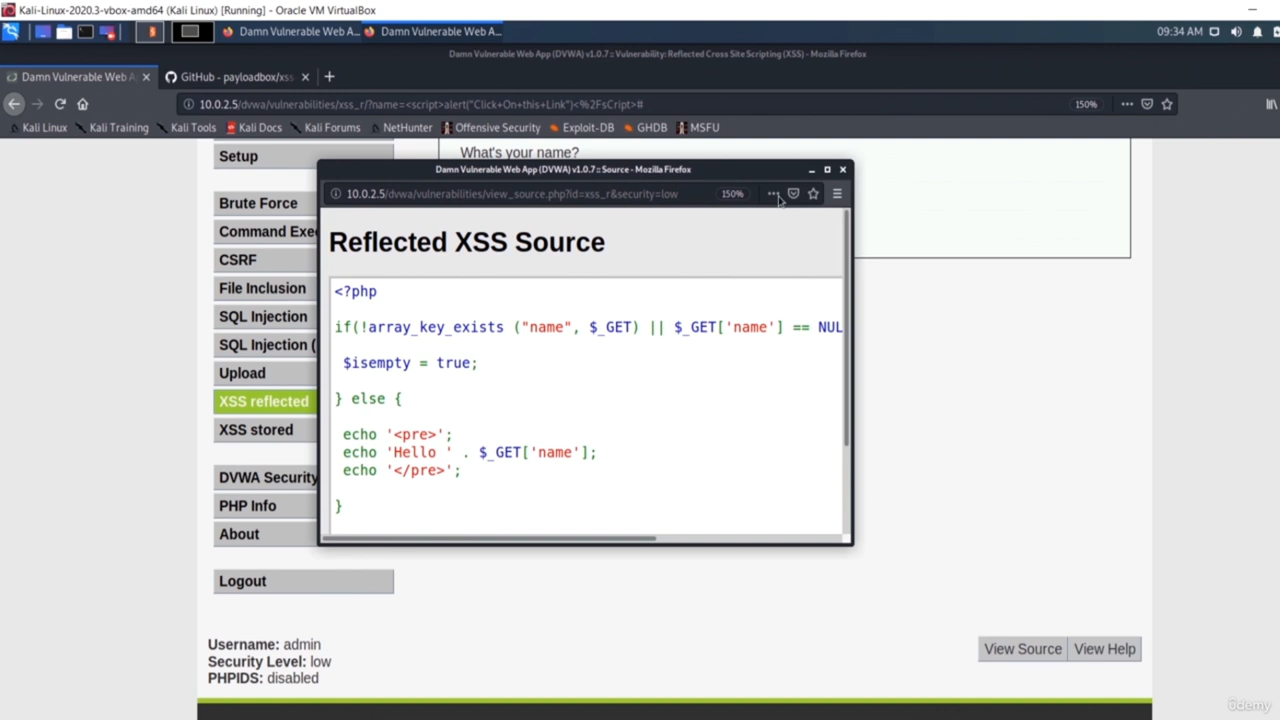 Kali-Linux-2020.3-vbox-amd64 (Kali Linux) [Running] - Oracle VM VirtualBox
Damn Vulnerable Web A...
Damn Vulnerable Web A...
09:34 AM
Damn Vulnerable Web App (DVWA) v1.0.7 :: Vulnerability: Reflected Cross Site Scripting (XSS) - Mozilla Firefox
Damn Vulnerable Web A
GitHub - payloadbox/xss
10.0.2.5/dvwa/vulnerabilities/xss_r/?name=<script>alert("Click+On+this+Link")<%2FsCript>#
150%
Kali Linux
Kali Training
Kali Tools
Kali Docs
Kali Forums
NetHunter
Offensive Security
Exploit-DB
GHDB
MSFU
Setup
Brute Force
Command Exec
CSRF
File Inclusion
SQL Injection
SQL Injection (
Upload
XSS reflected
XSS stored
DVWA Security
PHP Info
About
Logout
What's your name?
Damn Vulnerable Web App (DVWA) v1.0.7 :: Source - Mozilla Firefox
10.0.2.5/dvwa/vulnerabilities/view_source.php?id=xss_r&security=low
150%
Reflected XSS Source
<?php
if(!array_key_exists ("name", $_GET) || $_GET['name'] == NUL
$isempty = true;
} else {
echo '<pre>';
echo 'Hello ' . $_GET['name'];
echo '</pre>';
}
Username: admin
Security Level: low
PHPIDS: disabled
View Source
View Help
Udemy